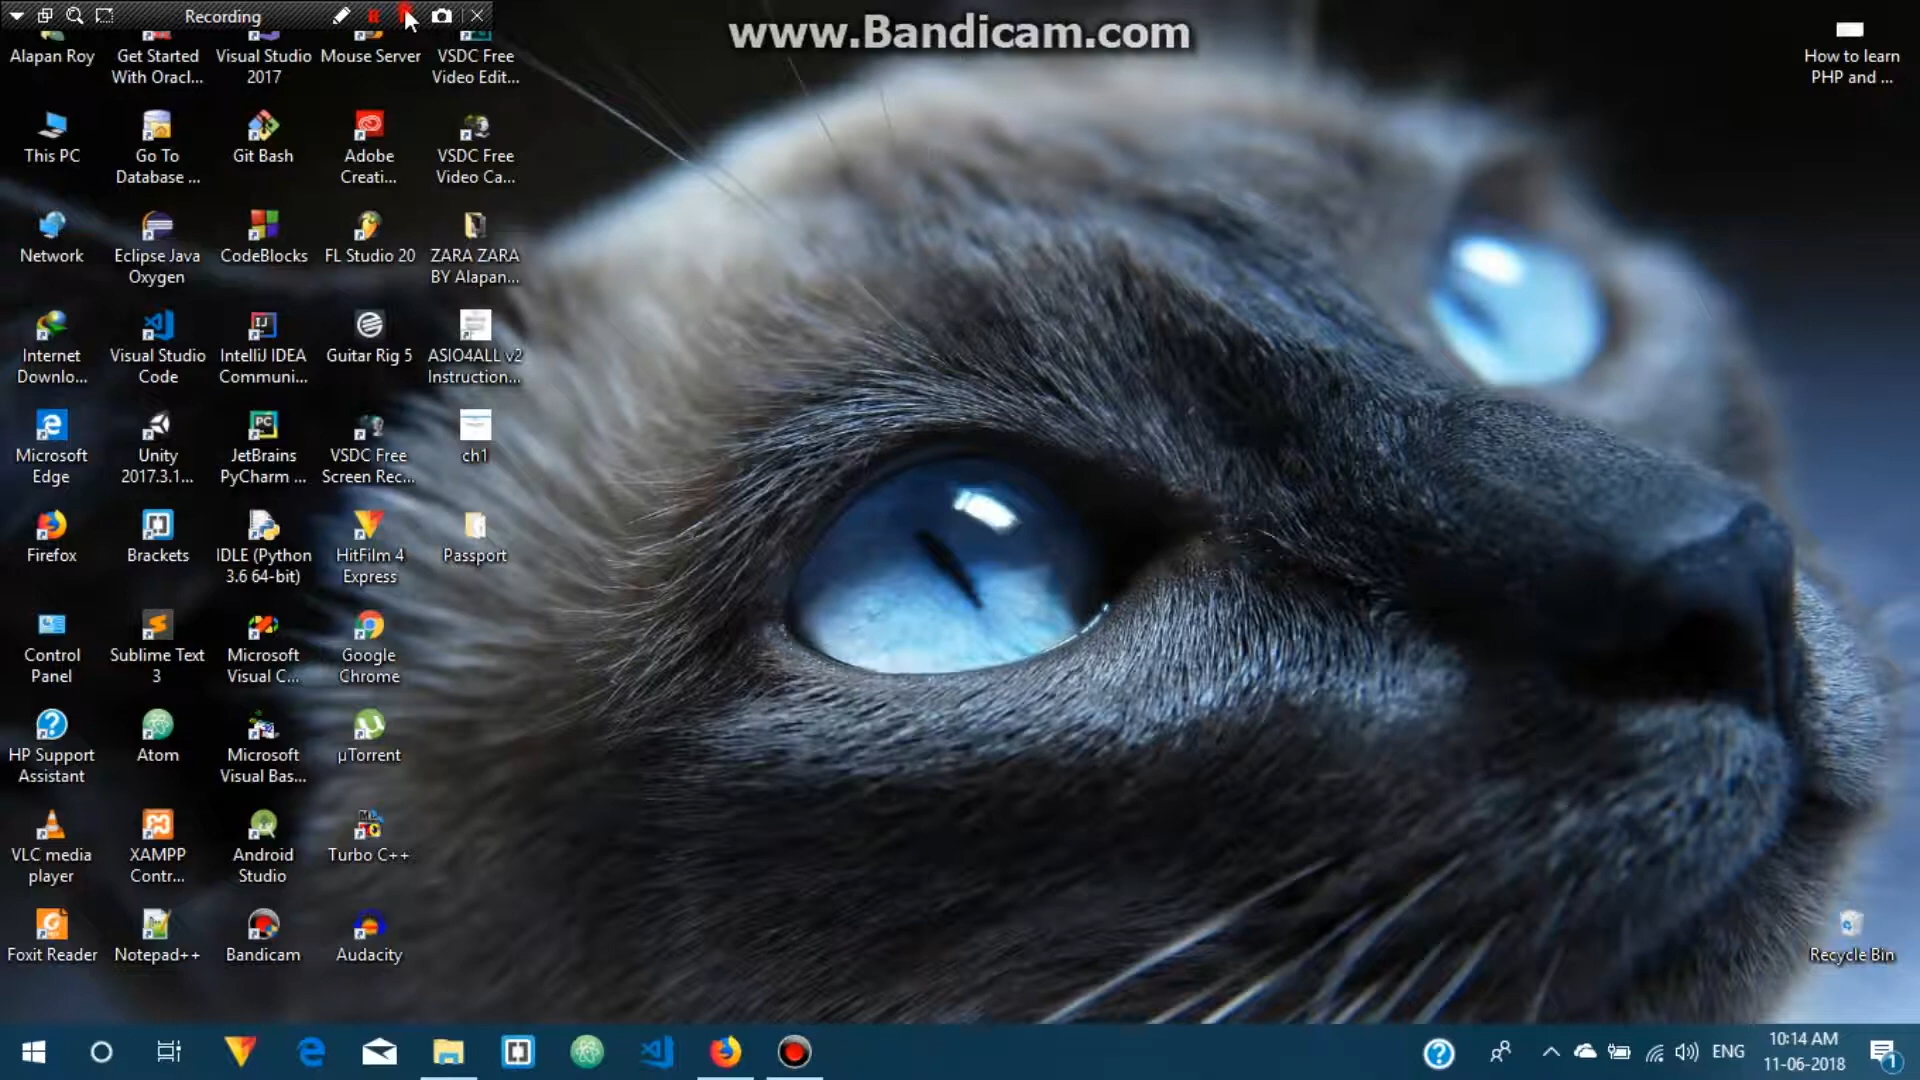 Recording
www.Bandicam.com
Alapan Roy
Get Started
With Oracl...
Visual Studio
2017
Mouse Server
VSDC Free
Video Edit...
How to learn
PHP and ...
This PC
Go To
Database ...
Git Bash
Adobe
Creati...
VSDC Free
Video Ca...
Network
Eclipse Java
Oxygen
CodeBlocks
FL Studio 20
ZARA ZARA
BY Alapan...
Internet
Downlo...
Visual Studio
Code
IntelliJ IDEA
Communi...
Guitar Rig 5
ASIO4ALL v2
Instruction...
Microsoft
Edge
Unity
2017.3.1...
JetBrains
PyCharm ...
VSDC Free
Screen Rec...
ch1
Firefox
Brackets
IDLE (Python
3.6 64-bit)
HitFilm 4
Express
Passport
Control
Panel
Sublime Text
3
Microsoft
Visual C...
Google
Chrome
HP Support
Assistant
Atom
Microsoft
Visual Bas...
µTorrent
VLC media
player
XAMPP
Contr...
Android
Studio
Turbo C++
Foxit Reader
Notepad++
Bandicam
Audacity
Recycle Bin
ENG
10:14 AM
11-06-2018
1